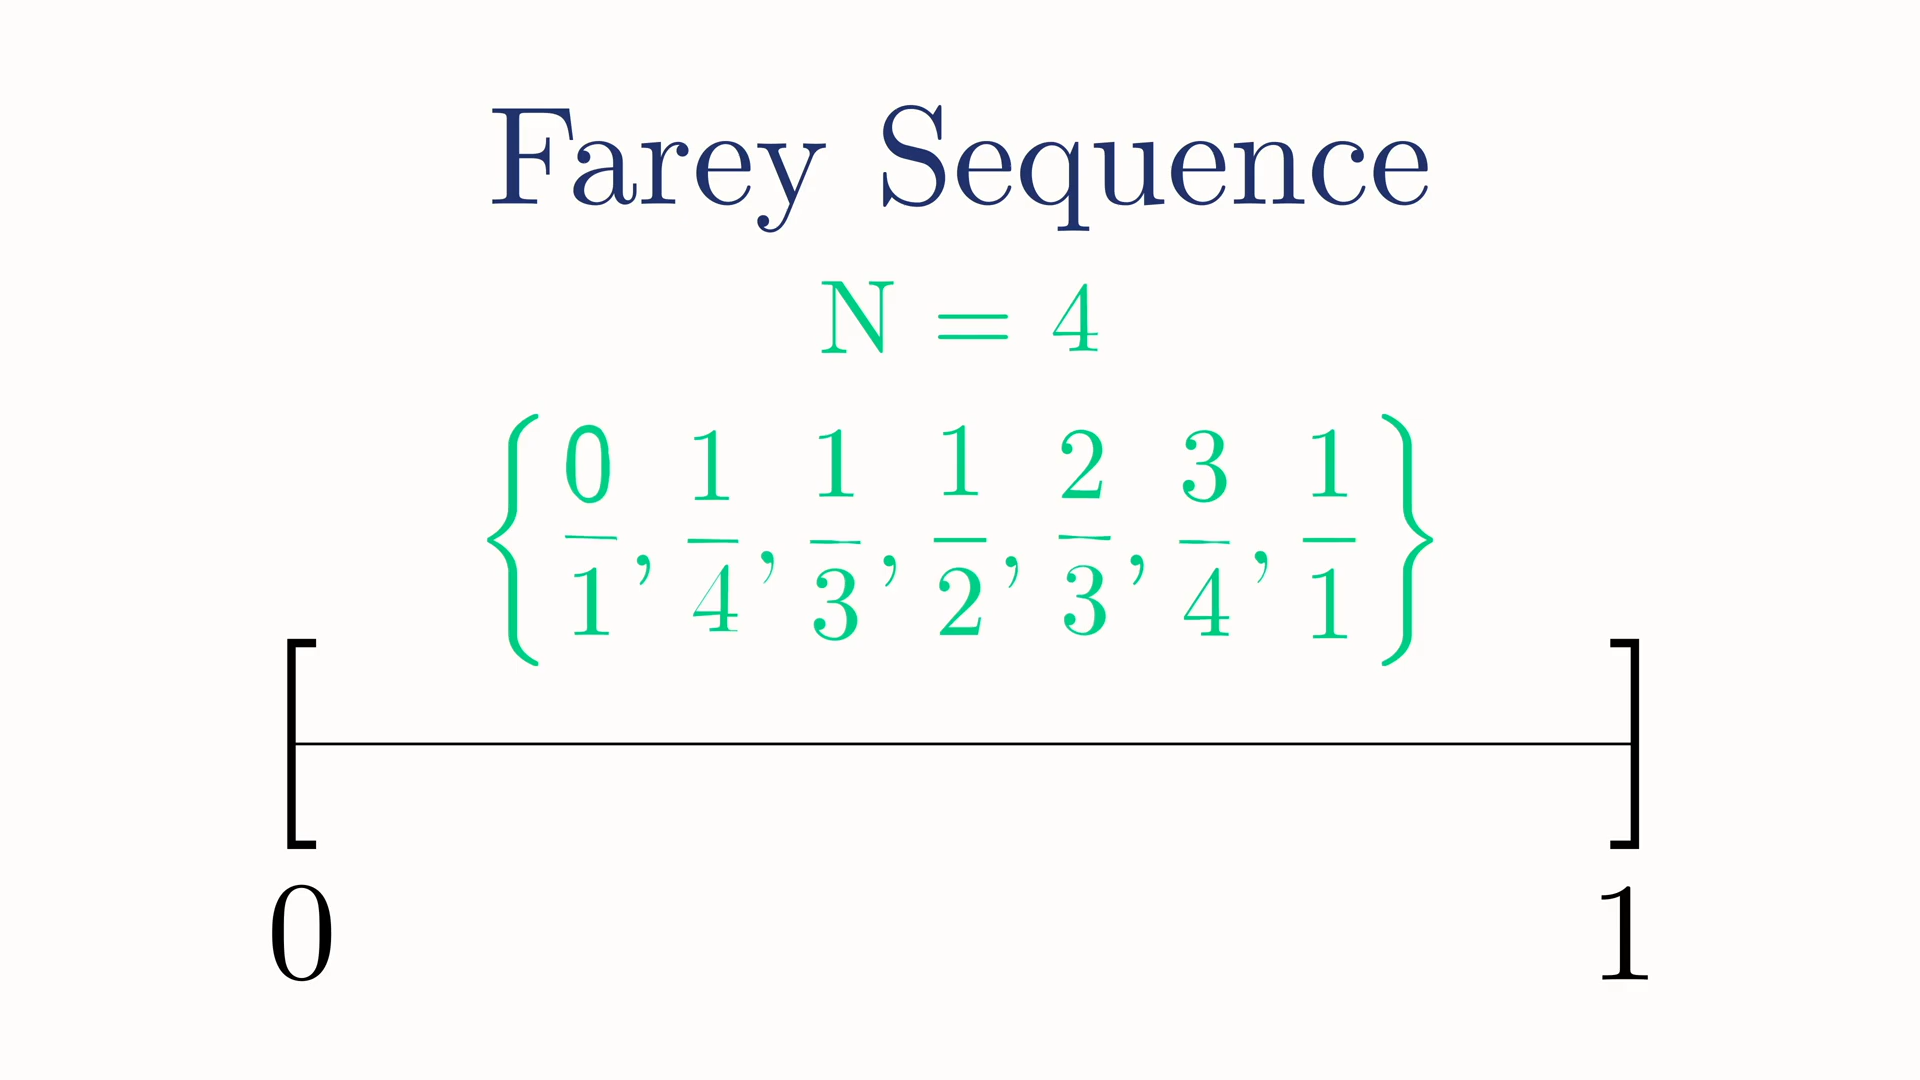 Farey Sequence
N = 4
{0/1, 1/4, 1/3, 1/2, 2/3, 3/4, 1/1}
[ ]
0 1